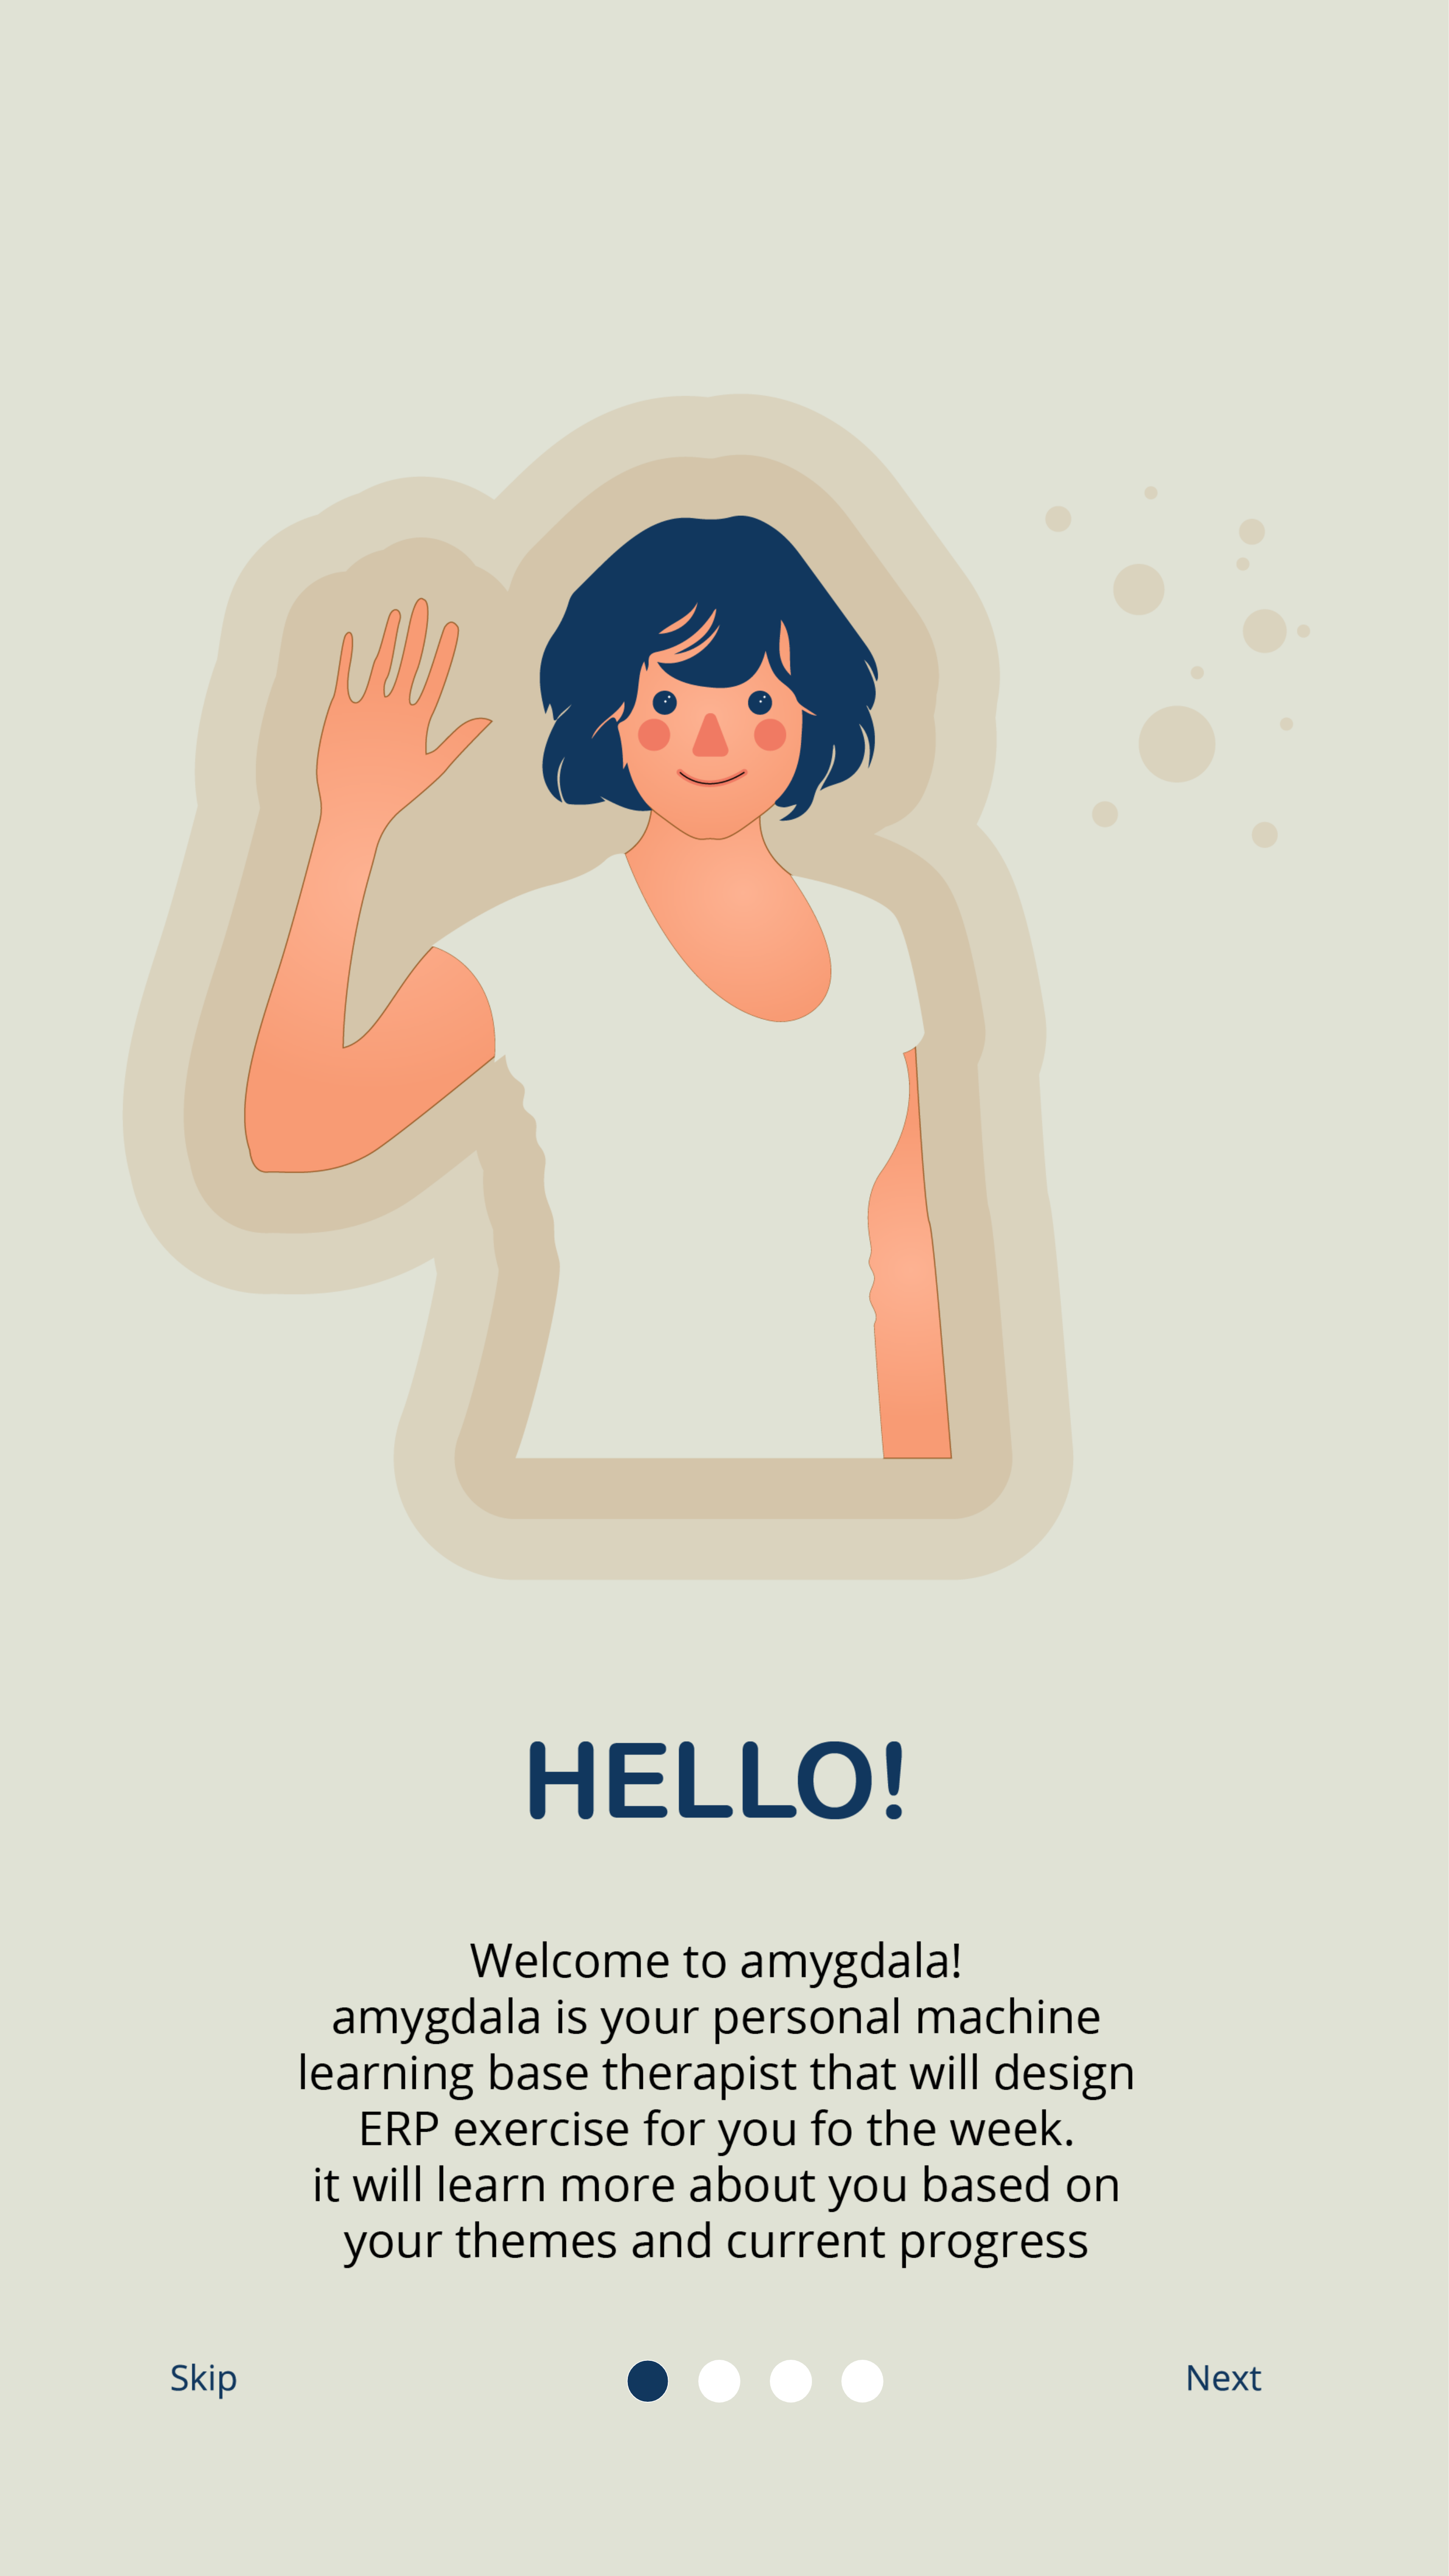 HELLO!
Welcome to amygdala!
amygdala is your personal machine
learning base therapist that will design
ERP exercise for you fo the week.
it will learn more about you based on
your themes and current progress
Skip
Next